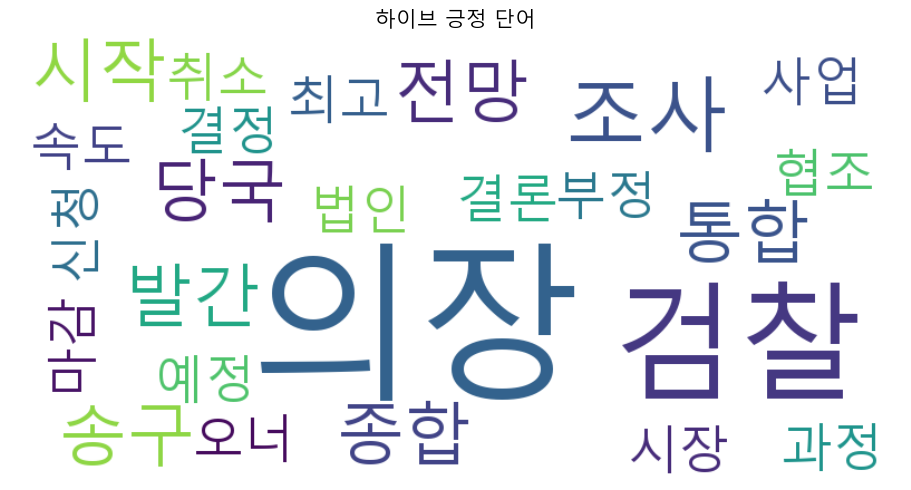 하이브 긍정 단어
시작
취소
최고
전망
조사
사업
속도
결정
당국
법인
결론
부정
협조
신청
통합
발간
의장
검찰
마감
예정
송구
오너
종합
시장
과정